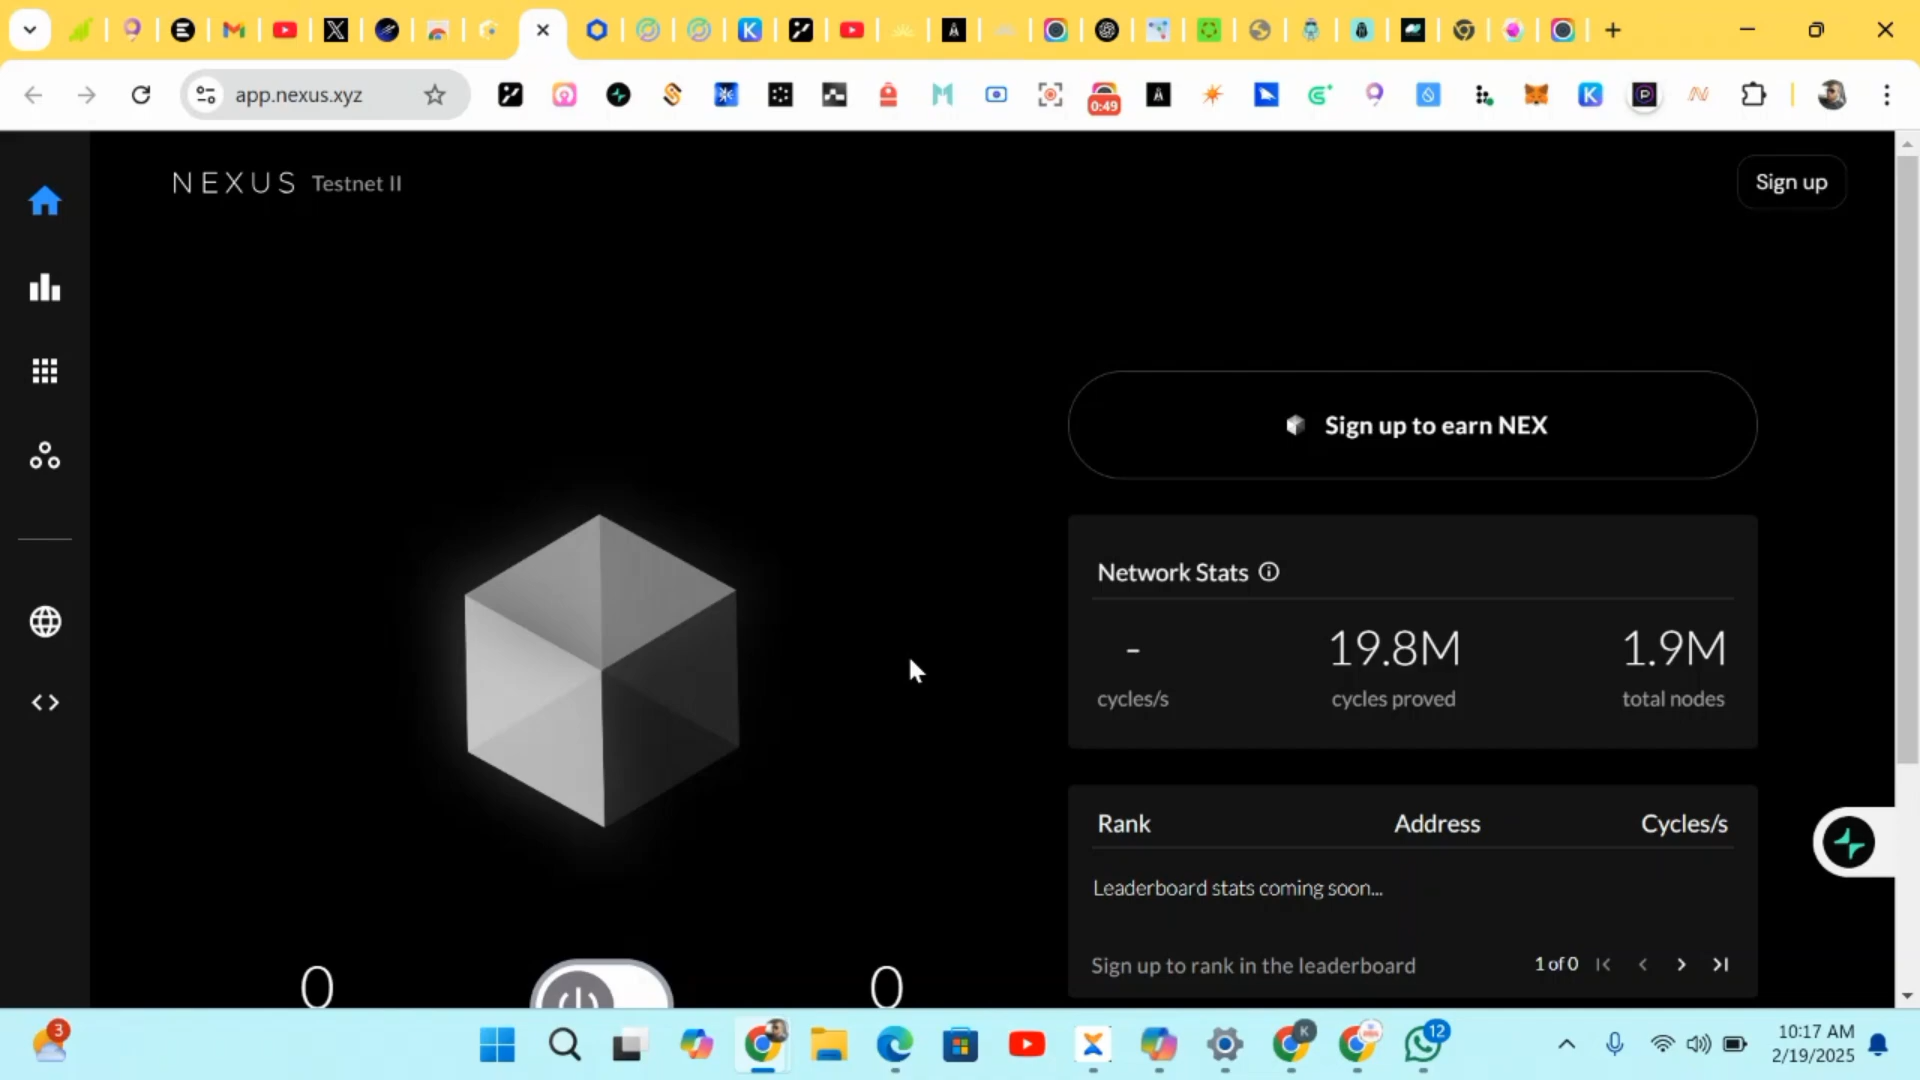 app.nexus.xyz
0:49
NEXUS Testnet II
Sign up
Sign up to earn NEX
Network Stats
-
19.8M
1.9M
cycles/s
cycles proved
total nodes
Rank
Address
Cycles/s
Leaderboard stats coming soon...
Sign up to rank in the leaderboard
1 of 0
0
0
3
K
12
10:17 AM
2/19/2025